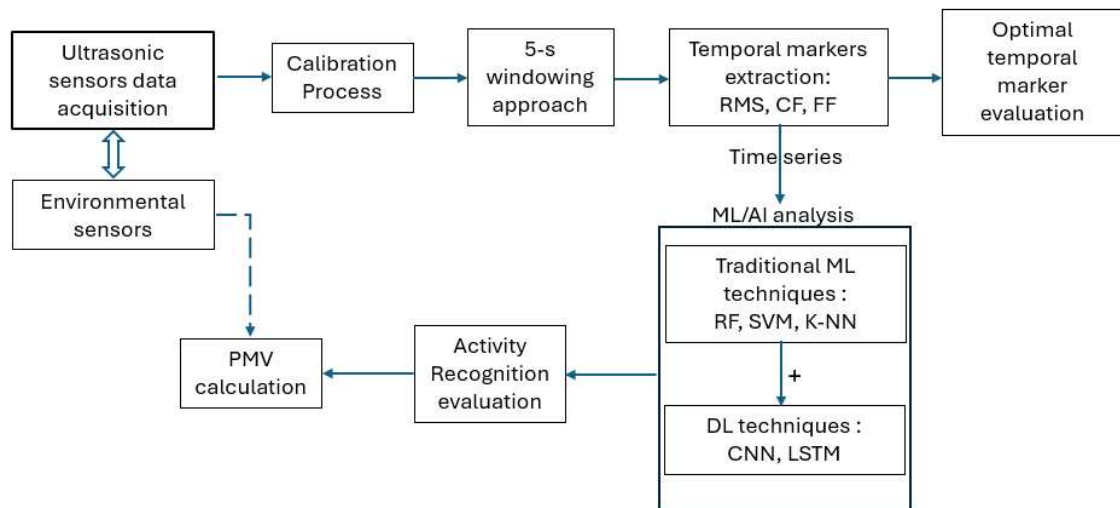 Ultrasonic
sensors data
acquisition
Calibration
Process
5-s
windowing
approach
Temporal markers
extraction:
RMS, CF, FF
Optimal
temporal
marker
evaluation
Time series
Environmental
sensors
ML/AI analysis
Traditional ML
techniques :
RF, SVM, K-NN
+
DL techniques :
CNN, LSTM
Activity
Recognition
evaluation
PMV
calculation